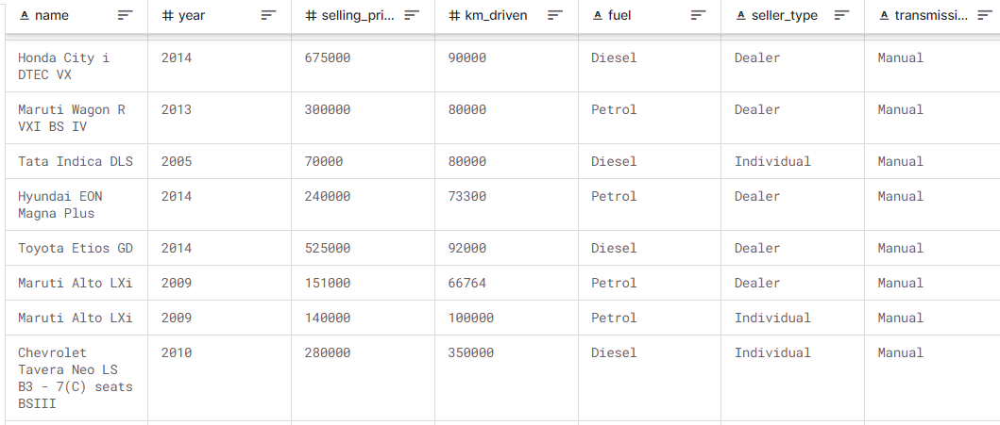 name year selling_pri... km_driven fuel seller_type transmissi...
Honda City i 2014 675000 90000 Diesel Dealer Manual
DTEC VX
Maruti Wagon R 2013 300000 80000 Petrol Dealer Manual
VXI BS IV
Tata Indica DLS 2005 70000 80000 Diesel Individual Manual
Hyundai EON 2014 240000 73300 Petrol Dealer Manual
Magna Plus
Toyota Etios GD 2014 525000 92000 Diesel Dealer Manual
Maruti Alto LXi 2009 151000 66764 Petrol Dealer Manual
Maruti Alto LXi 2009 140000 100000 Petrol Individual Manual
Chevrolet 2010 280000 350000 Diesel Individual Manual
Tavera Neo LS
B3 - 7(C) seats
BSIII